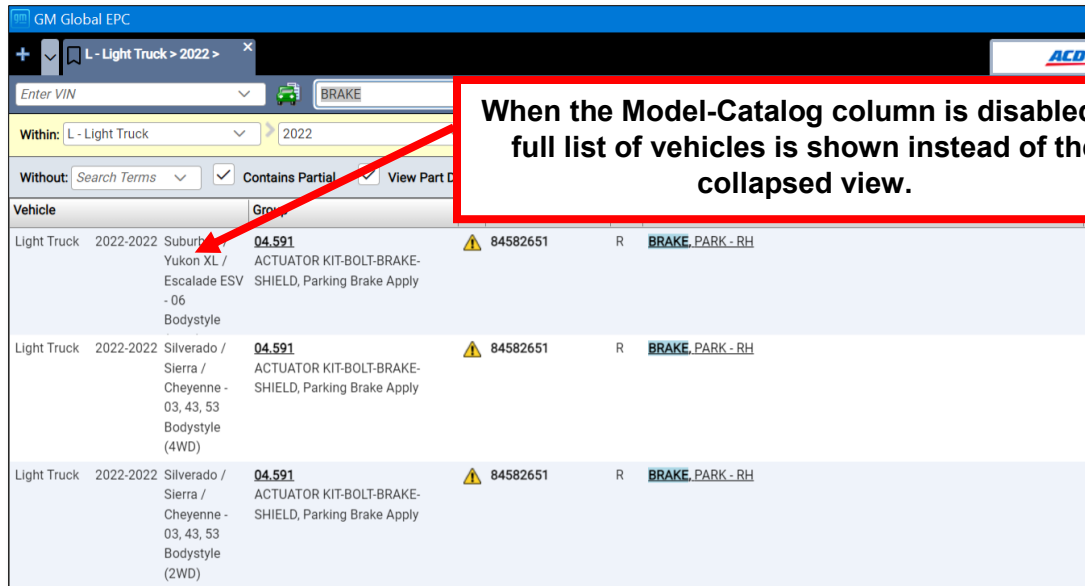 GM Global EPC
L - Light Truck > 2022 >
Enter VIN
BRAKE
When the Model-Catalog column is disabled
full list of vehicles is shown instead of the
collapsed view.
Within: L - Light Truck 2022
Without: Search Terms Contains Partial View Part D
Vehicle Group
Light Truck 2022-2022 Suburban / 04.591 84582651 R BRAKE, PARK - RH
Yukon XL / ACTUATOR KIT-BOLT-BRAKE-
Escalade ESV SHIELD, Parking Brake Apply
- 06
Bodystyle
Light Truck 2022-2022 Silverado / 04.591 84582651 R BRAKE, PARK - RH
Sierra / ACTUATOR KIT-BOLT-BRAKE-
Cheyenne - SHIELD, Parking Brake Apply
03, 43, 53
Bodystyle
(4WD)
Light Truck 2022-2022 Silverado / 04.591 84582651 R BRAKE, PARK - RH
Sierra / ACTUATOR KIT-BOLT-BRAKE-
Cheyenne - SHIELD, Parking Brake Apply
03, 43, 53
Bodystyle
(2WD)